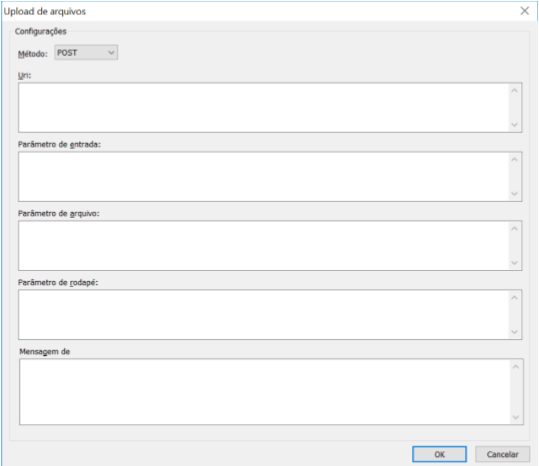 Upload de arquivos
Configurações
Método: POST
Uri:
Parâmetro de entrada:
Parâmetro de arquivo:
Parâmetro de rodapé:
Mensagem de
OK Cancelar